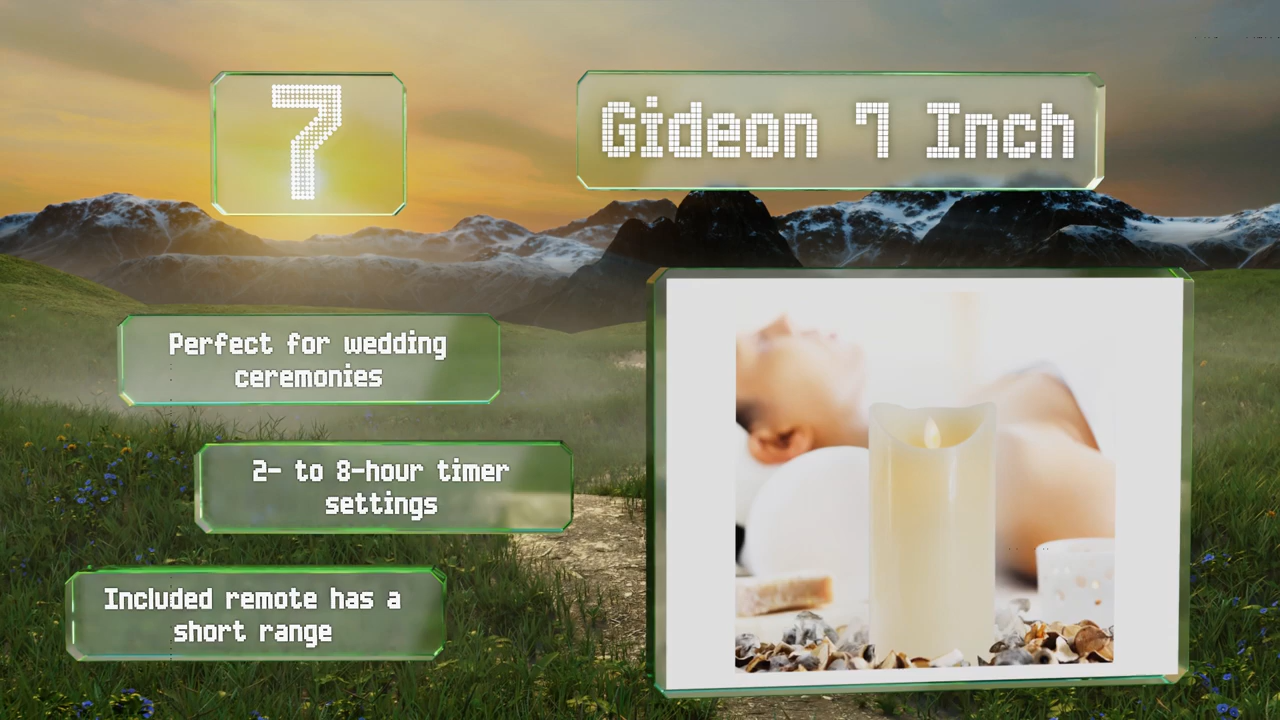 7
Gideon 7 Inch
Perfect for wedding
ceremonies
2- to 8-hour timer
settings
Included remote has a
short range